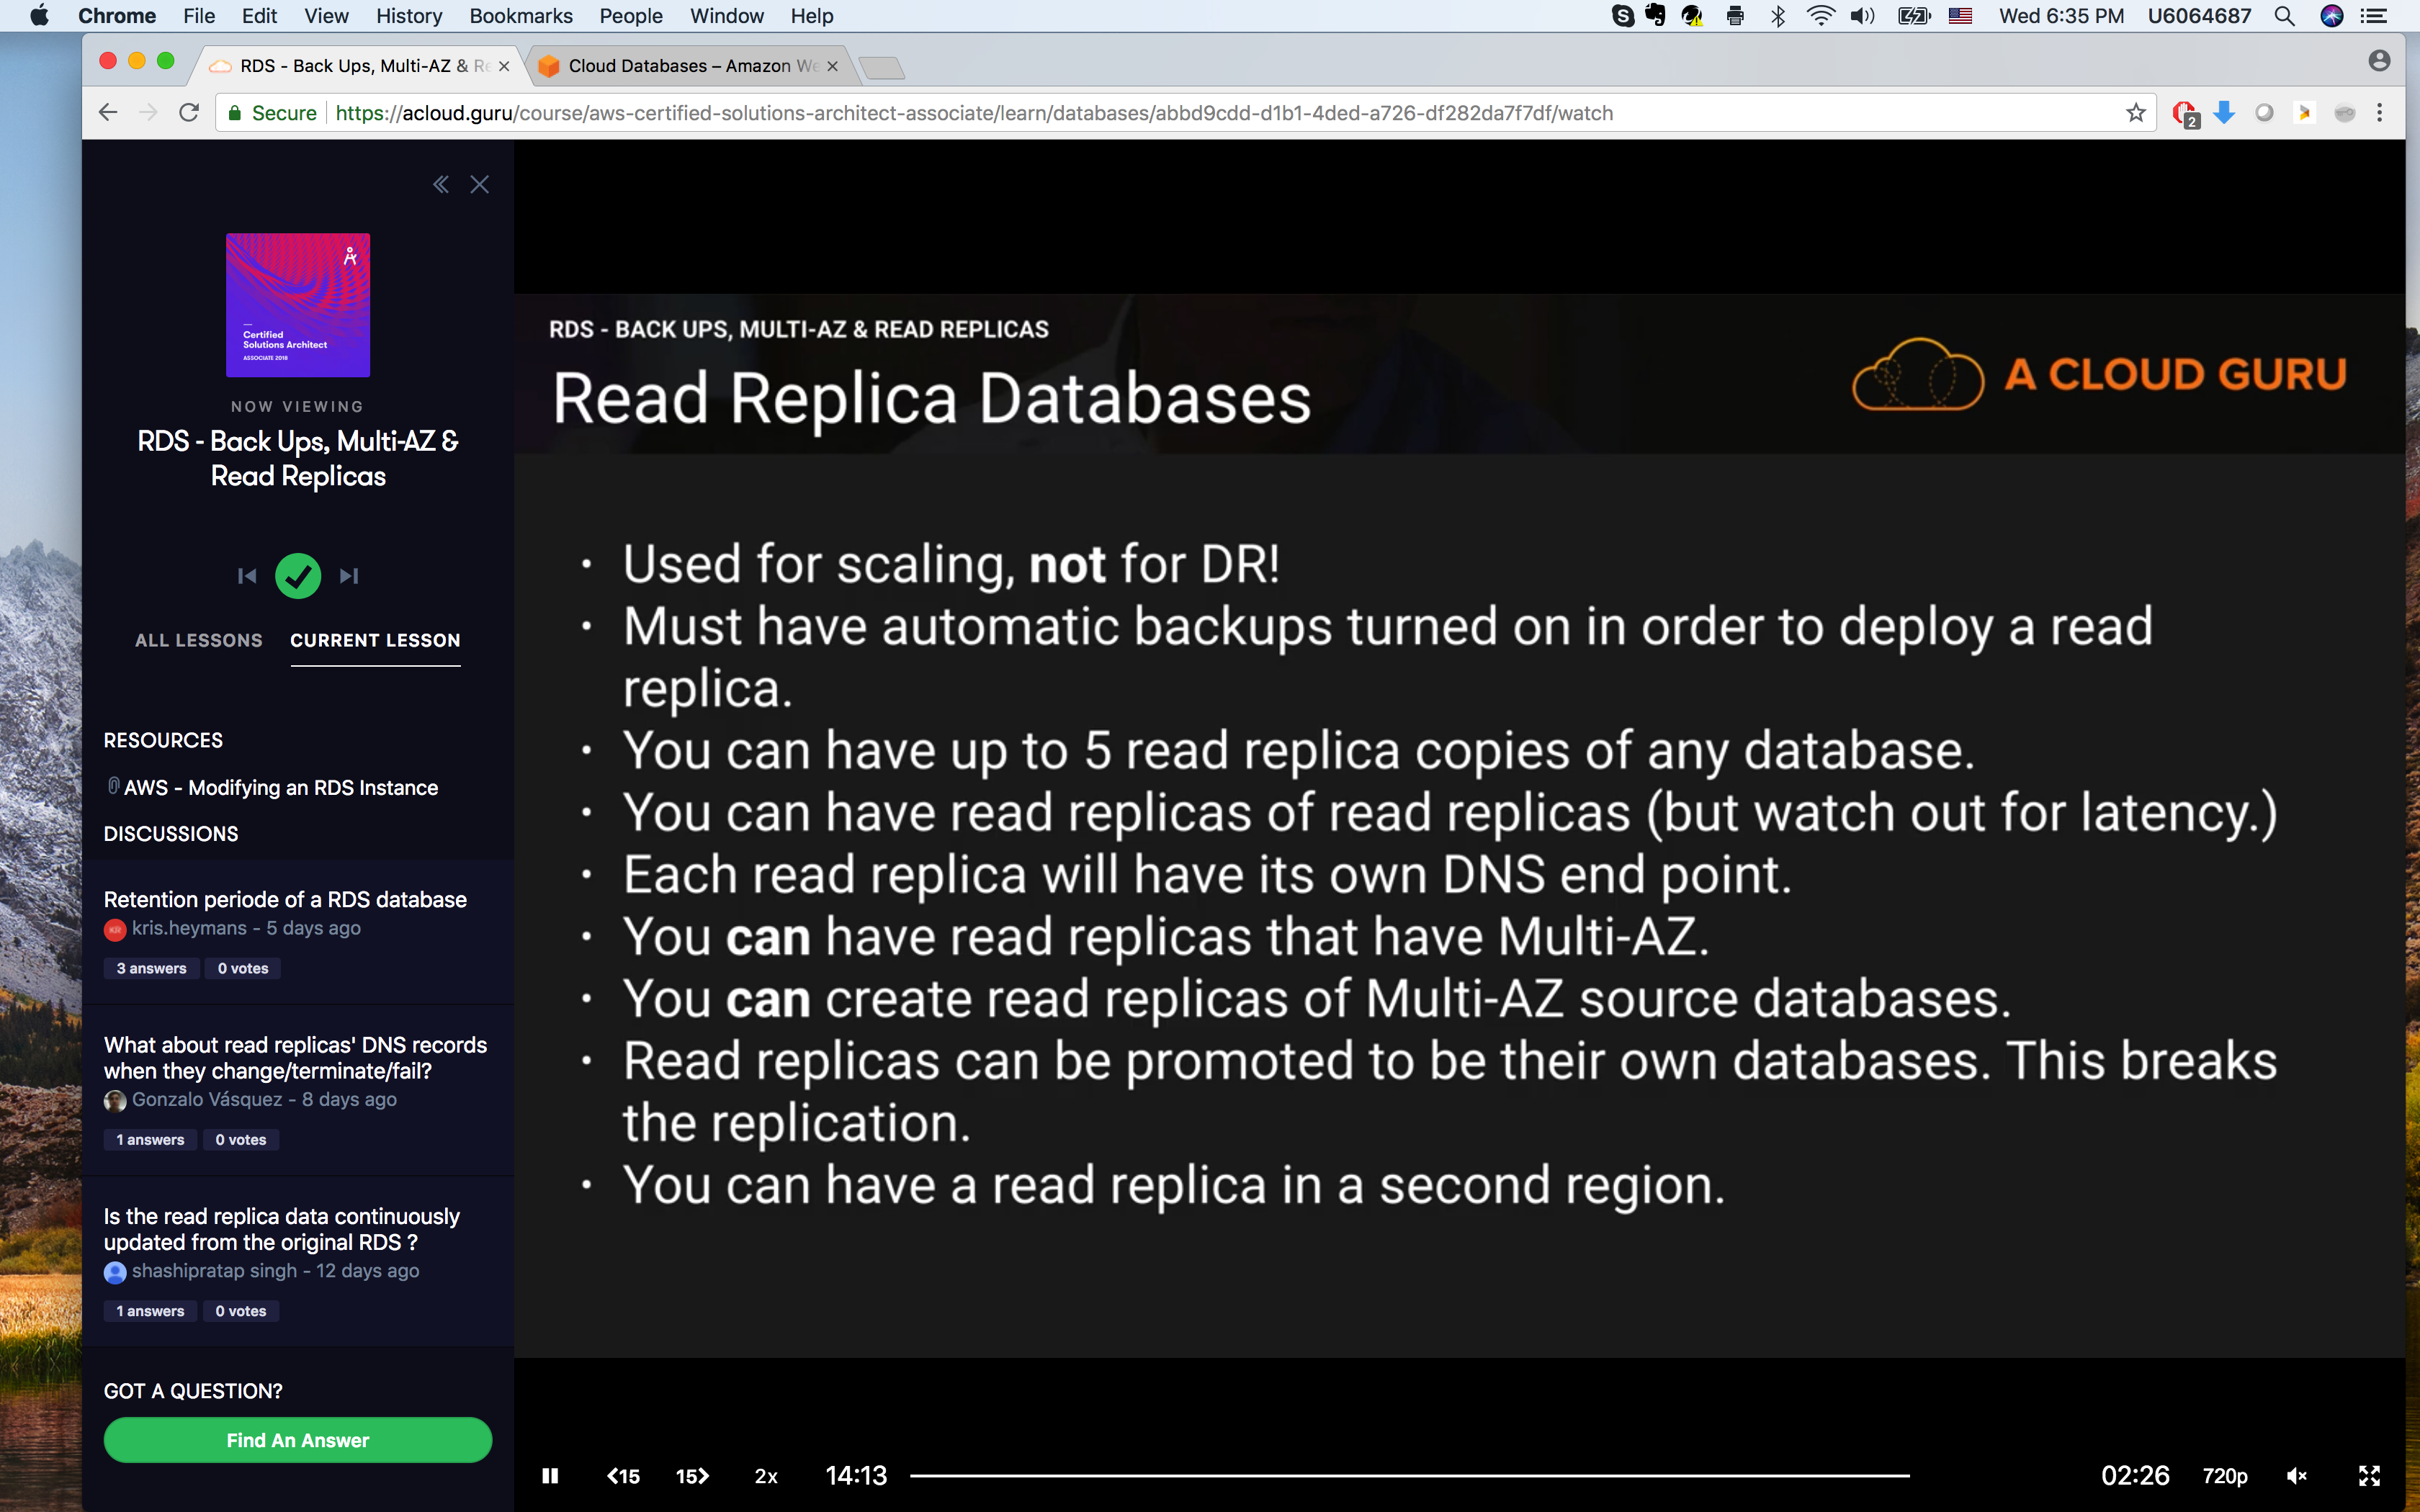 Chrome File Edit View History Bookmarks People Window Help
Wed 6:35 PM U6064687
RDS - Back Ups, Multi-AZ & Re
Cloud Databases – Amazon We
Secure https://acloud.guru/course/aws-certified-solutions-architect-associate/learn/databases/abbd9cdd-d1b1-4ded-a726-df282da7f7df/watch
2
Certified
Solutions Architect
ASSOCIATE 2018
NOW VIEWING
RDS - Back Ups, Multi-AZ &
Read Replicas
ALL LESSONS CURRENT LESSON
RESOURCES
AWS - Modifying an RDS Instance
DISCUSSIONS
Retention periode of a RDS database
KR kris.heymans - 5 days ago
3 answers 0 votes
What about read replicas' DNS records
when they change/terminate/fail?
Gonzalo Vásquez - 8 days ago
1 answers 0 votes
Is the read replica data continuously
updated from the original RDS ?
shashipratap singh - 12 days ago
1 answers 0 votes
GOT A QUESTION?
Find An Answer
RDS - BACK UPS, MULTI-AZ & READ REPLICAS
Read Replica Databases
A CLOUD GURU
• Used for scaling, not for DR!
• Must have automatic backups turned on in order to deploy a read
replica.
• You can have up to 5 read replica copies of any database.
• You can have read replicas of read replicas (but watch out for latency.)
• Each read replica will have its own DNS end point.
• You can have read replicas that have Multi-AZ.
• You can create read replicas of Multi-AZ source databases.
• Read replicas can be promoted to be their own databases. This breaks
the replication.
• You can have a read replica in a second region.
15 15 2x 14:13 02:26 720p